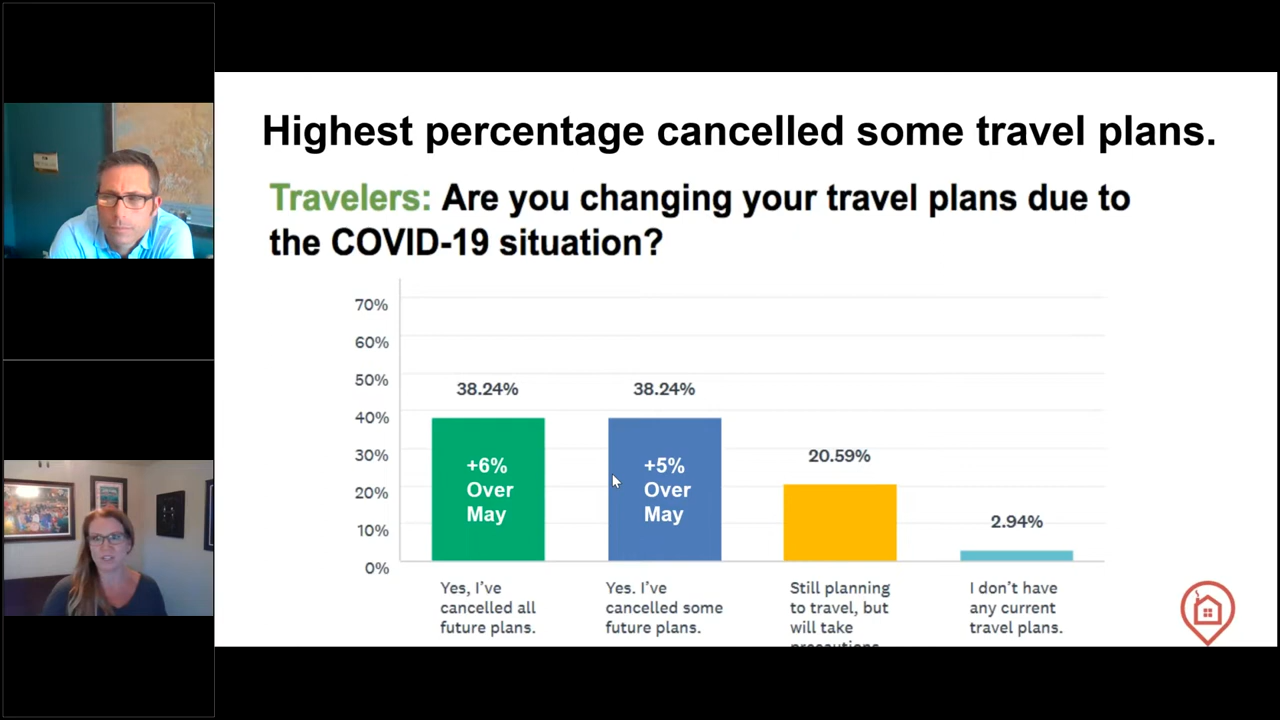 Highest percentage cancelled some travel plans.
Travelers: Are you changing your travel plans due to
the COVID-19 situation?
70%
60%
50%
40%
30%
20%
10%
0%
38.24%
+6%
Over
May
38.24%
+5%
Over
May
20.59%
2.94%
Yes, I've
cancelled all
future plans.
Yes. I've
cancelled some
future plans.
Still planning
to travel, but
will take
I don't have
any current
travel plans.